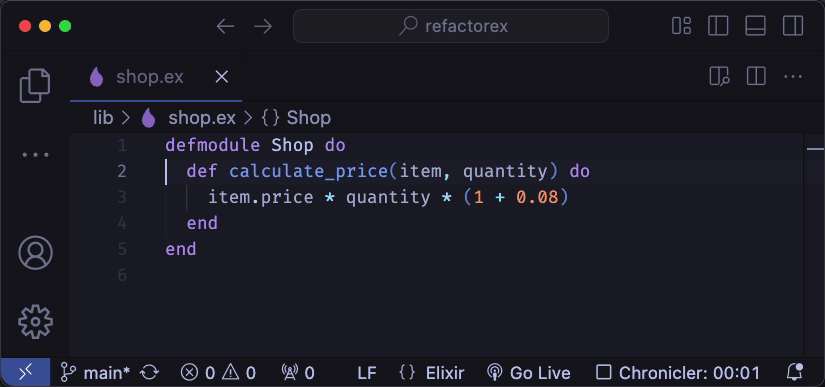 refactorex
shop.ex
lib > shop.ex > {} Shop
1 defmodule Shop do
2   def calculate_price(item, quantity) do
3     item.price * quantity * (1 + 0.08)
4   end
5 end
6
main* 0 0 0 LF {} Elixir Go Live Chronicler: 00:01